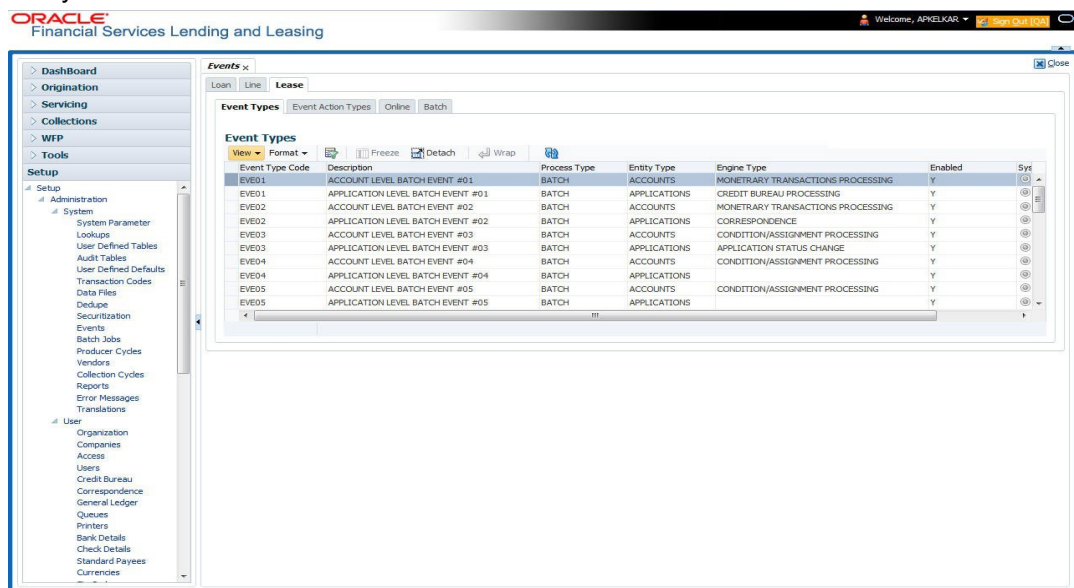 ORACLE
Financial Services Lending and Leasing
Welcome, APKELKAR
Sign Out [QA]
DashBoard
Origination
Servicing
Collections
WFP
Tools
Setup
Setup
Administration
System
System Parameter
Lookups
User Defined Tables
Audit Tables
User Defined Defaults
Transaction Codes
Data Files
Dedupe
Securitization
Events
Batch Jobs
Producer Cycles
Vendors
Collection Cycles
Reports
Error Messages
Translations
User
Organization
Companies
Access
Users
Credit Bureau
Correspondence
General Ledger
Queues
Printers
Bank Details
Check Details
Standard Payees
Currencies
Events
Close
Loan Line Lease
Event Types Event Action Types Online Batch
Event Types
View Format Freeze Detach Wrap
Event Type Code Description Process Type Entity Type Engine Type Enabled Sys
EVE01 ACCOUNT LEVEL BATCH EVENT #01 BATCH ACCOUNTS MONETRARY TRANSACTIONS PROCESSING Y
EVE01 APPLICATION LEVEL BATCH EVENT #01 BATCH APPLICATIONS CREDIT BUREAU PROCESSING Y
EVE02 ACCOUNT LEVEL BATCH EVENT #02 BATCH ACCOUNTS MONETRARY TRANSACTIONS PROCESSING Y
EVE02 APPLICATION LEVEL BATCH EVENT #02 BATCH APPLICATIONS CORRESPONDENCE Y
EVE03 ACCOUNT LEVEL BATCH EVENT #03 BATCH ACCOUNTS CONDITION/ASSIGNMENT PROCESSING Y
EVE03 APPLICATION LEVEL BATCH EVENT #03 BATCH APPLICATIONS APPLICATION STATUS CHANGE Y
EVE04 ACCOUNT LEVEL BATCH EVENT #04 BATCH ACCOUNTS CONDITION/ASSIGNMENT PROCESSING Y
EVE04 APPLICATION LEVEL BATCH EVENT #04 BATCH APPLICATIONS Y
EVE05 ACCOUNT LEVEL BATCH EVENT #05 BATCH ACCOUNTS CONDITION/ASSIGNMENT PROCESSING Y
EVE05 APPLICATION LEVEL BATCH EVENT #05 BATCH APPLICATIONS Y